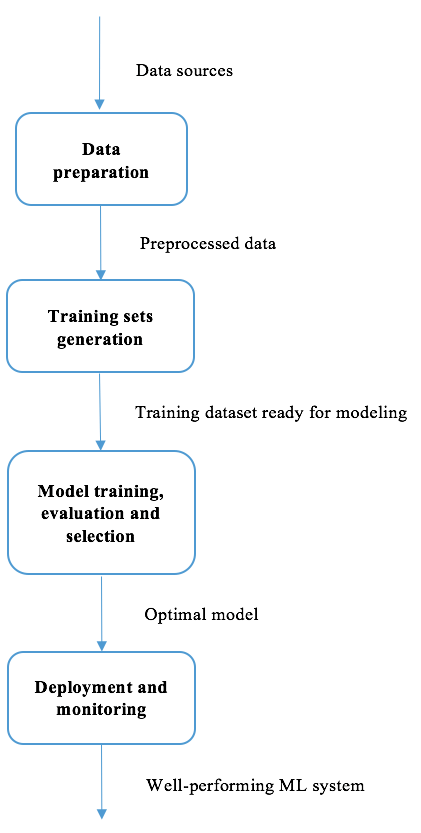 Data sources
Data
preparation
Preprocessed data
Training sets
generation
Training dataset ready for modeling
Model training,
evaluation and
selection
Optimal model
Deployment and
monitoring
Well-performing ML system